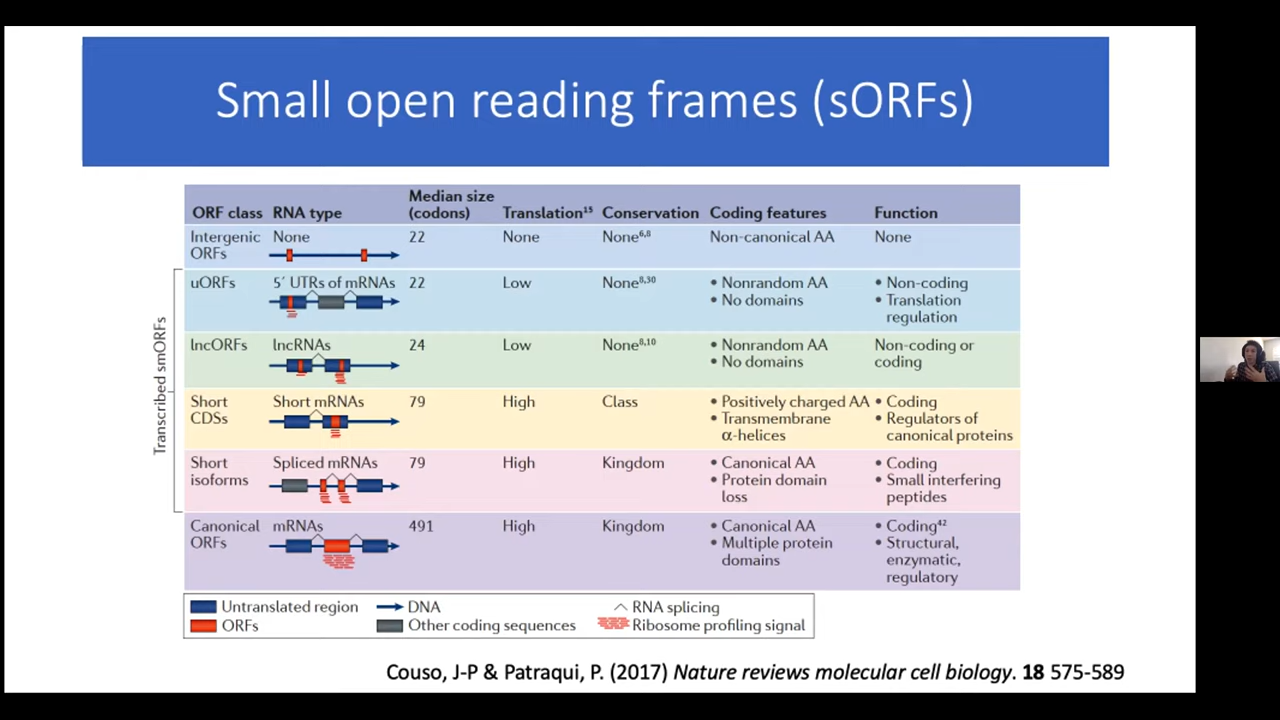 Small open reading frames (sORFs)
ORF class RNA type Median size (codons) Translation¹⁵ Conservation Coding features Function
Intergenic ORFs None 22 None None⁶,⁸ Non-canonical AA None
uORFs 5′ UTRs of mRNAs 22 Low None⁸,³⁰ • Nonrandom AA • No domains • Non-coding • Translation regulation
lncORFs lncRNAs 24 Low None⁸,¹⁰ • Nonrandom AA • No domains Non-coding or coding
Short CDSs Short mRNAs 79 High Class • Positively charged AA • Transmembrane α-helices • Coding • Regulators of canonical proteins
Short isoforms Spliced mRNAs 79 High Kingdom • Canonical AA • Protein domain loss • Coding • Small interfering peptides
Canonical ORFs mRNAs 491 High Kingdom • Canonical AA • Multiple protein domains • Coding⁴² • Structural, enzymatic, regulatory
Transcribed smORFs
Untranslated region DNA RNA splicing
ORFs Other coding sequences Ribosome profiling signal
Couso, J-P & Patraqui, P. (2017) Nature reviews molecular cell biology. 18 575-589